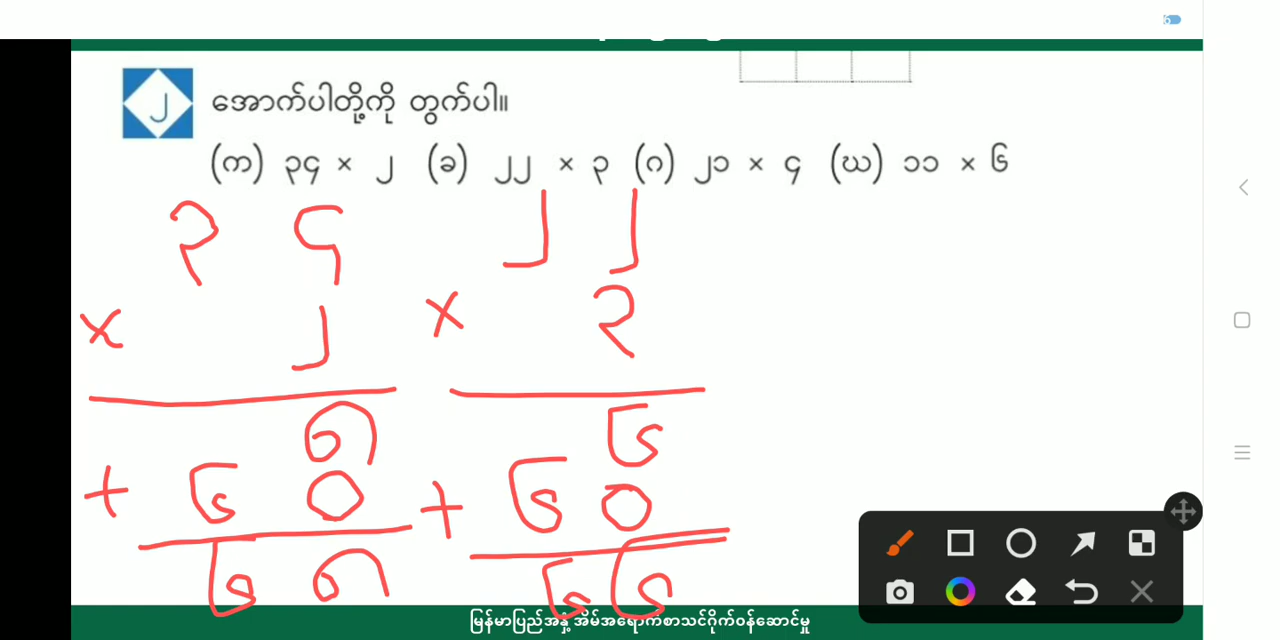 ၂ အောက်ပါတို့ကို တွက်ပါ။
(က) ၃၄ × ၂ (ခ) ၂၂ × ၃ (ဂ) ၂၁ × ၄ (ဃ) ၁၁ × ၆
၃ ၄ ၂ ၂
× ၂ × ၃
၈ ၆
+ ၆ ၀ + ၆ ၀
၆ ၈ ၆ ၆
မြန်မာပြည်အနှံ့ အိမ်အရောက်စာသင်ဂိုက်ဝန်ဆောင်မှု